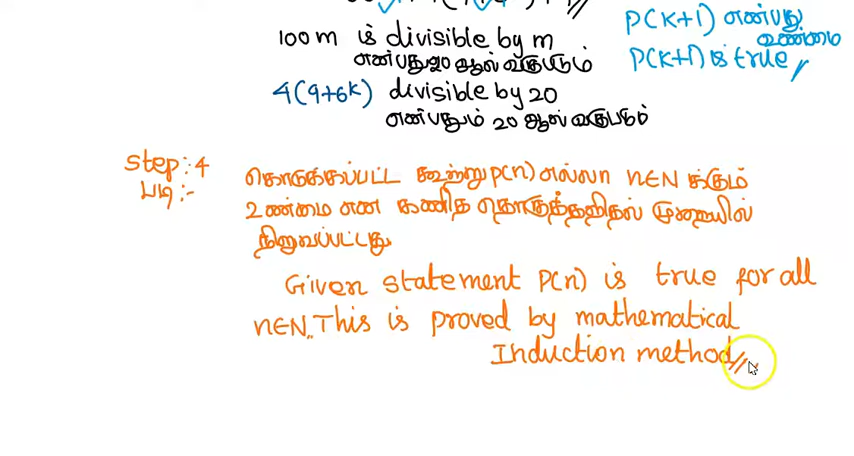 P(K+1) என்பது
100m is divisible by m
உண்மை
என்பது 20 ஆல் வகுபடும்
P(K+1) is true
4(9+6k) divisible by 20
என்பதும் 20 ஆல் வகுபடும்
Step:4
படி:-
கொடுக்கப்பட்ட கூற்று P(n) எல்லா n∈N க்கும்
உண்மை என கணித தொகுத்தறிதல் முறையில்
நிறுவப்பட்டது
Given statement P(n) is true for all
n∈N,, This is proved by mathematical
Induction method